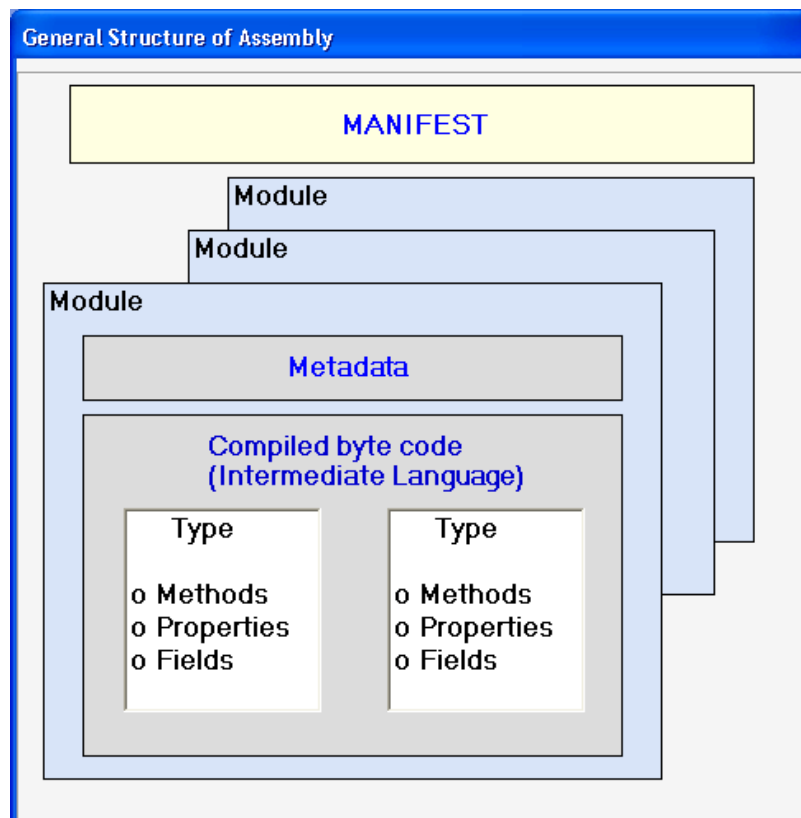 General Structure of Assembly
MANIFEST
Module
Module
Module
Metadata
Compiled byte code
(Intermediate Language)
Type
o Methods
o Properties
o Fields
Type
o Methods
o Properties
o Fields